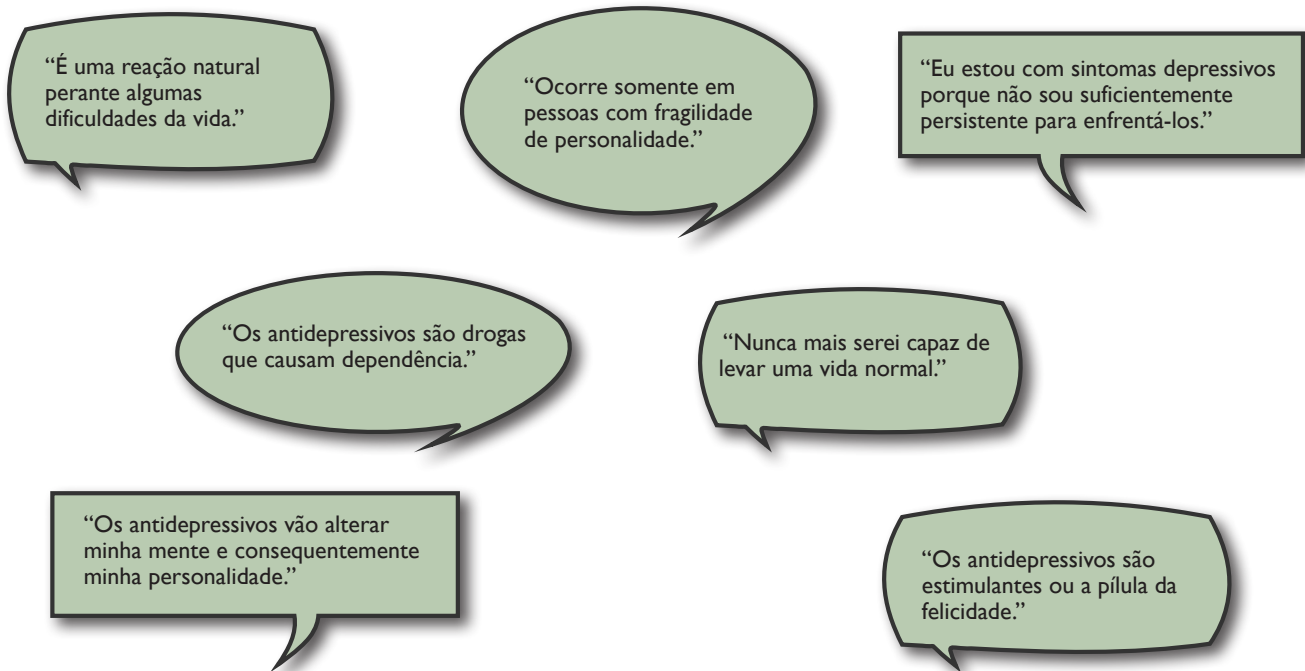 “É uma reação natural
perante algumas
dificuldades da vida.”
“Ocorre somente em
pessoas com fragilidade
de personalidade.”
“Eu estou com sintomas depressivos
porque não sou suficientemente
persistente para enfrentá-los.”
“Os antidepressivos são drogas
que causam dependência.”
“Nunca mais serei capaz de
levar uma vida normal.”
“Os antidepressivos vão alterar
minha mente e consequentemente
minha personalidade.”
“Os antidepressivos são
estimulantes ou a pílula da
felicidade.”